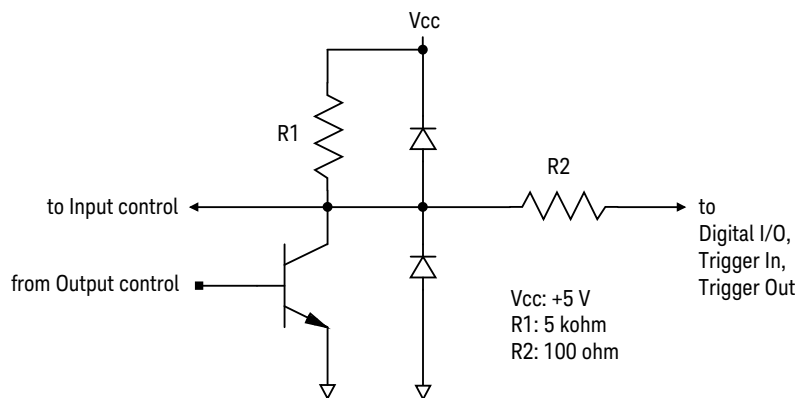 Vcc
R1
R2
to Input control
to
Digital I/O,
Trigger In,
Trigger Out
from Output control
Vcc: +5 V
R1: 5 kohm
R2: 100 ohm